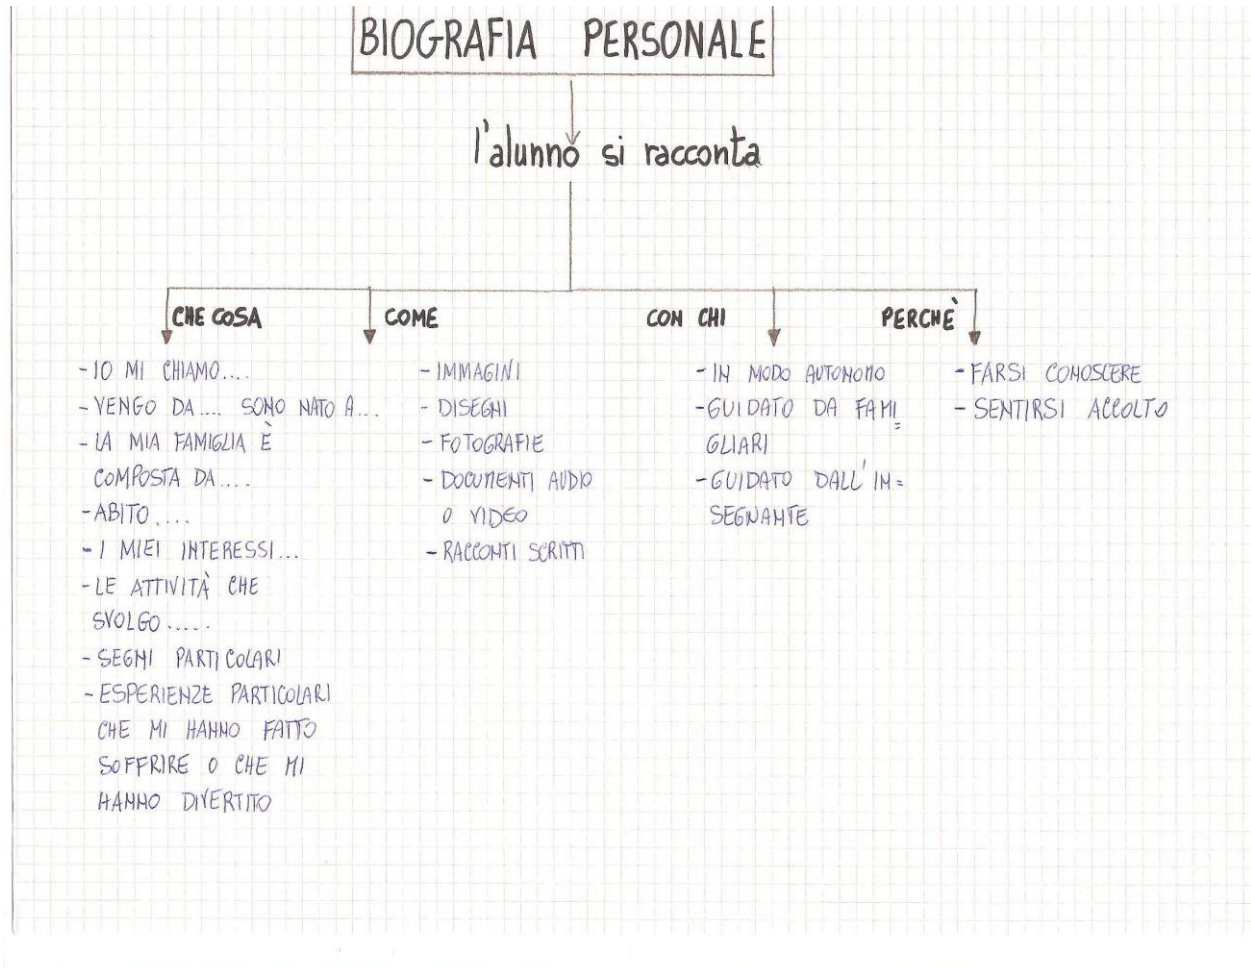 BIOGRAFIA PERSONALE
l'alunno si racconta
CHE COSA
- IO MI CHIAMO....
- VENGO DA.... SONO NATO A...
- LA MIA FAMIGLIA È
COMPOSTA DA....
- ABITO....
- I MIEI INTERESSI...
- LE ATTIVITÀ CHE
SVOLGO.....
- SEGNI PARTICOLARI
- ESPERIENZE PARTICOLARI
CHE MI HANNO FATTO
SOFFRIRE O CHE MI
HANNO DIVERTITO
COME
- IMMAGINI
- DISEGNI
- FOTOGRAFIE
- DOCUMENTI AUDIO
O VIDEO
- RACCONTI SCRITTI
CON CHI
- IN MODO AUTONOMO
- GUIDATO DA FAMI=
GLIARI
- GUIDATO DALL'IN=
SEGNANTE
PERCHÈ
- FARSI CONOSCERE
- SENTIRSI ACCOLTO